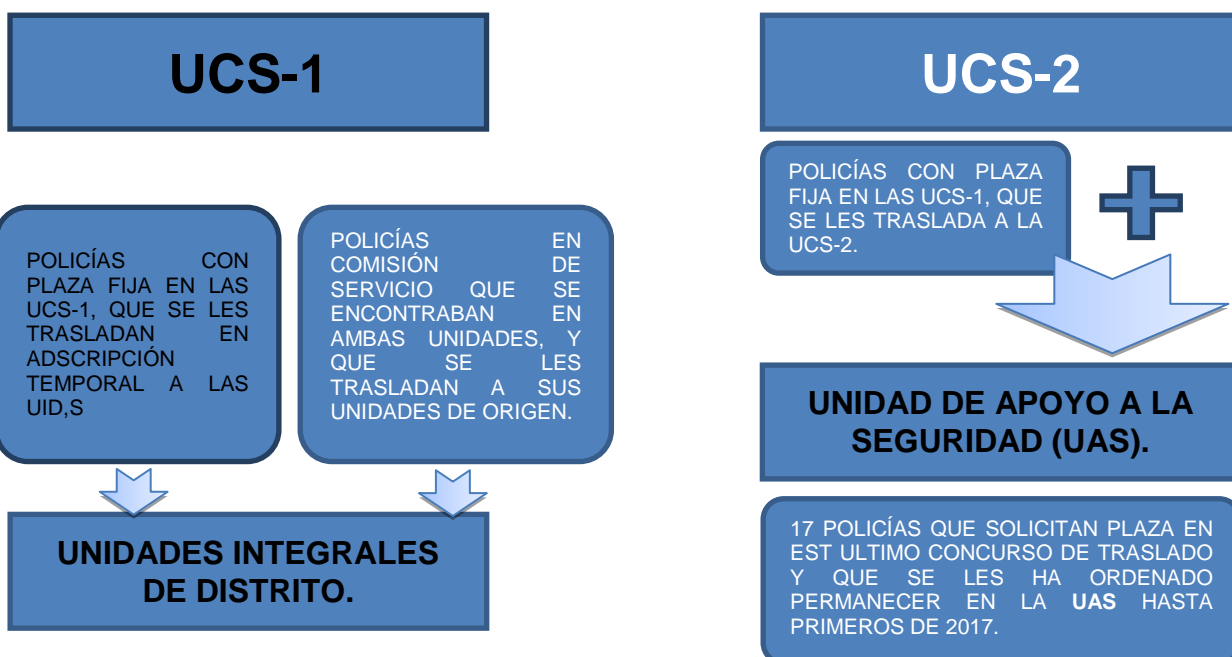 UCS-1
POLICÍAS CON
PLAZA FIJA EN LAS
UCS-1, QUE SE LES
TRASLADAN EN
ADSCRIPCIÓN
TEMPORAL A LAS
UID,S
POLICÍAS EN
COMISIÓN DE
SERVICIO QUE SE
ENCONTRABAN EN
AMBAS UNIDADES, Y
QUE SE LES
TRASLADAN A SUS
UNIDADES DE ORIGEN.
UNIDADES INTEGRALES
DE DISTRITO.
UCS-2
POLICÍAS CON PLAZA
FIJA EN LAS UCS-1, QUE
SE LES TRASLADA A LA
UCS-2.
UNIDAD DE APOYO A LA
SEGURIDAD (UAS).
17 POLICÍAS QUE SOLICITAN PLAZA EN
EST ULTIMO CONCURSO DE TRASLADO
Y QUE SE LES HA ORDENADO
PERMANECER EN LA UAS HASTA
PRIMEROS DE 2017.